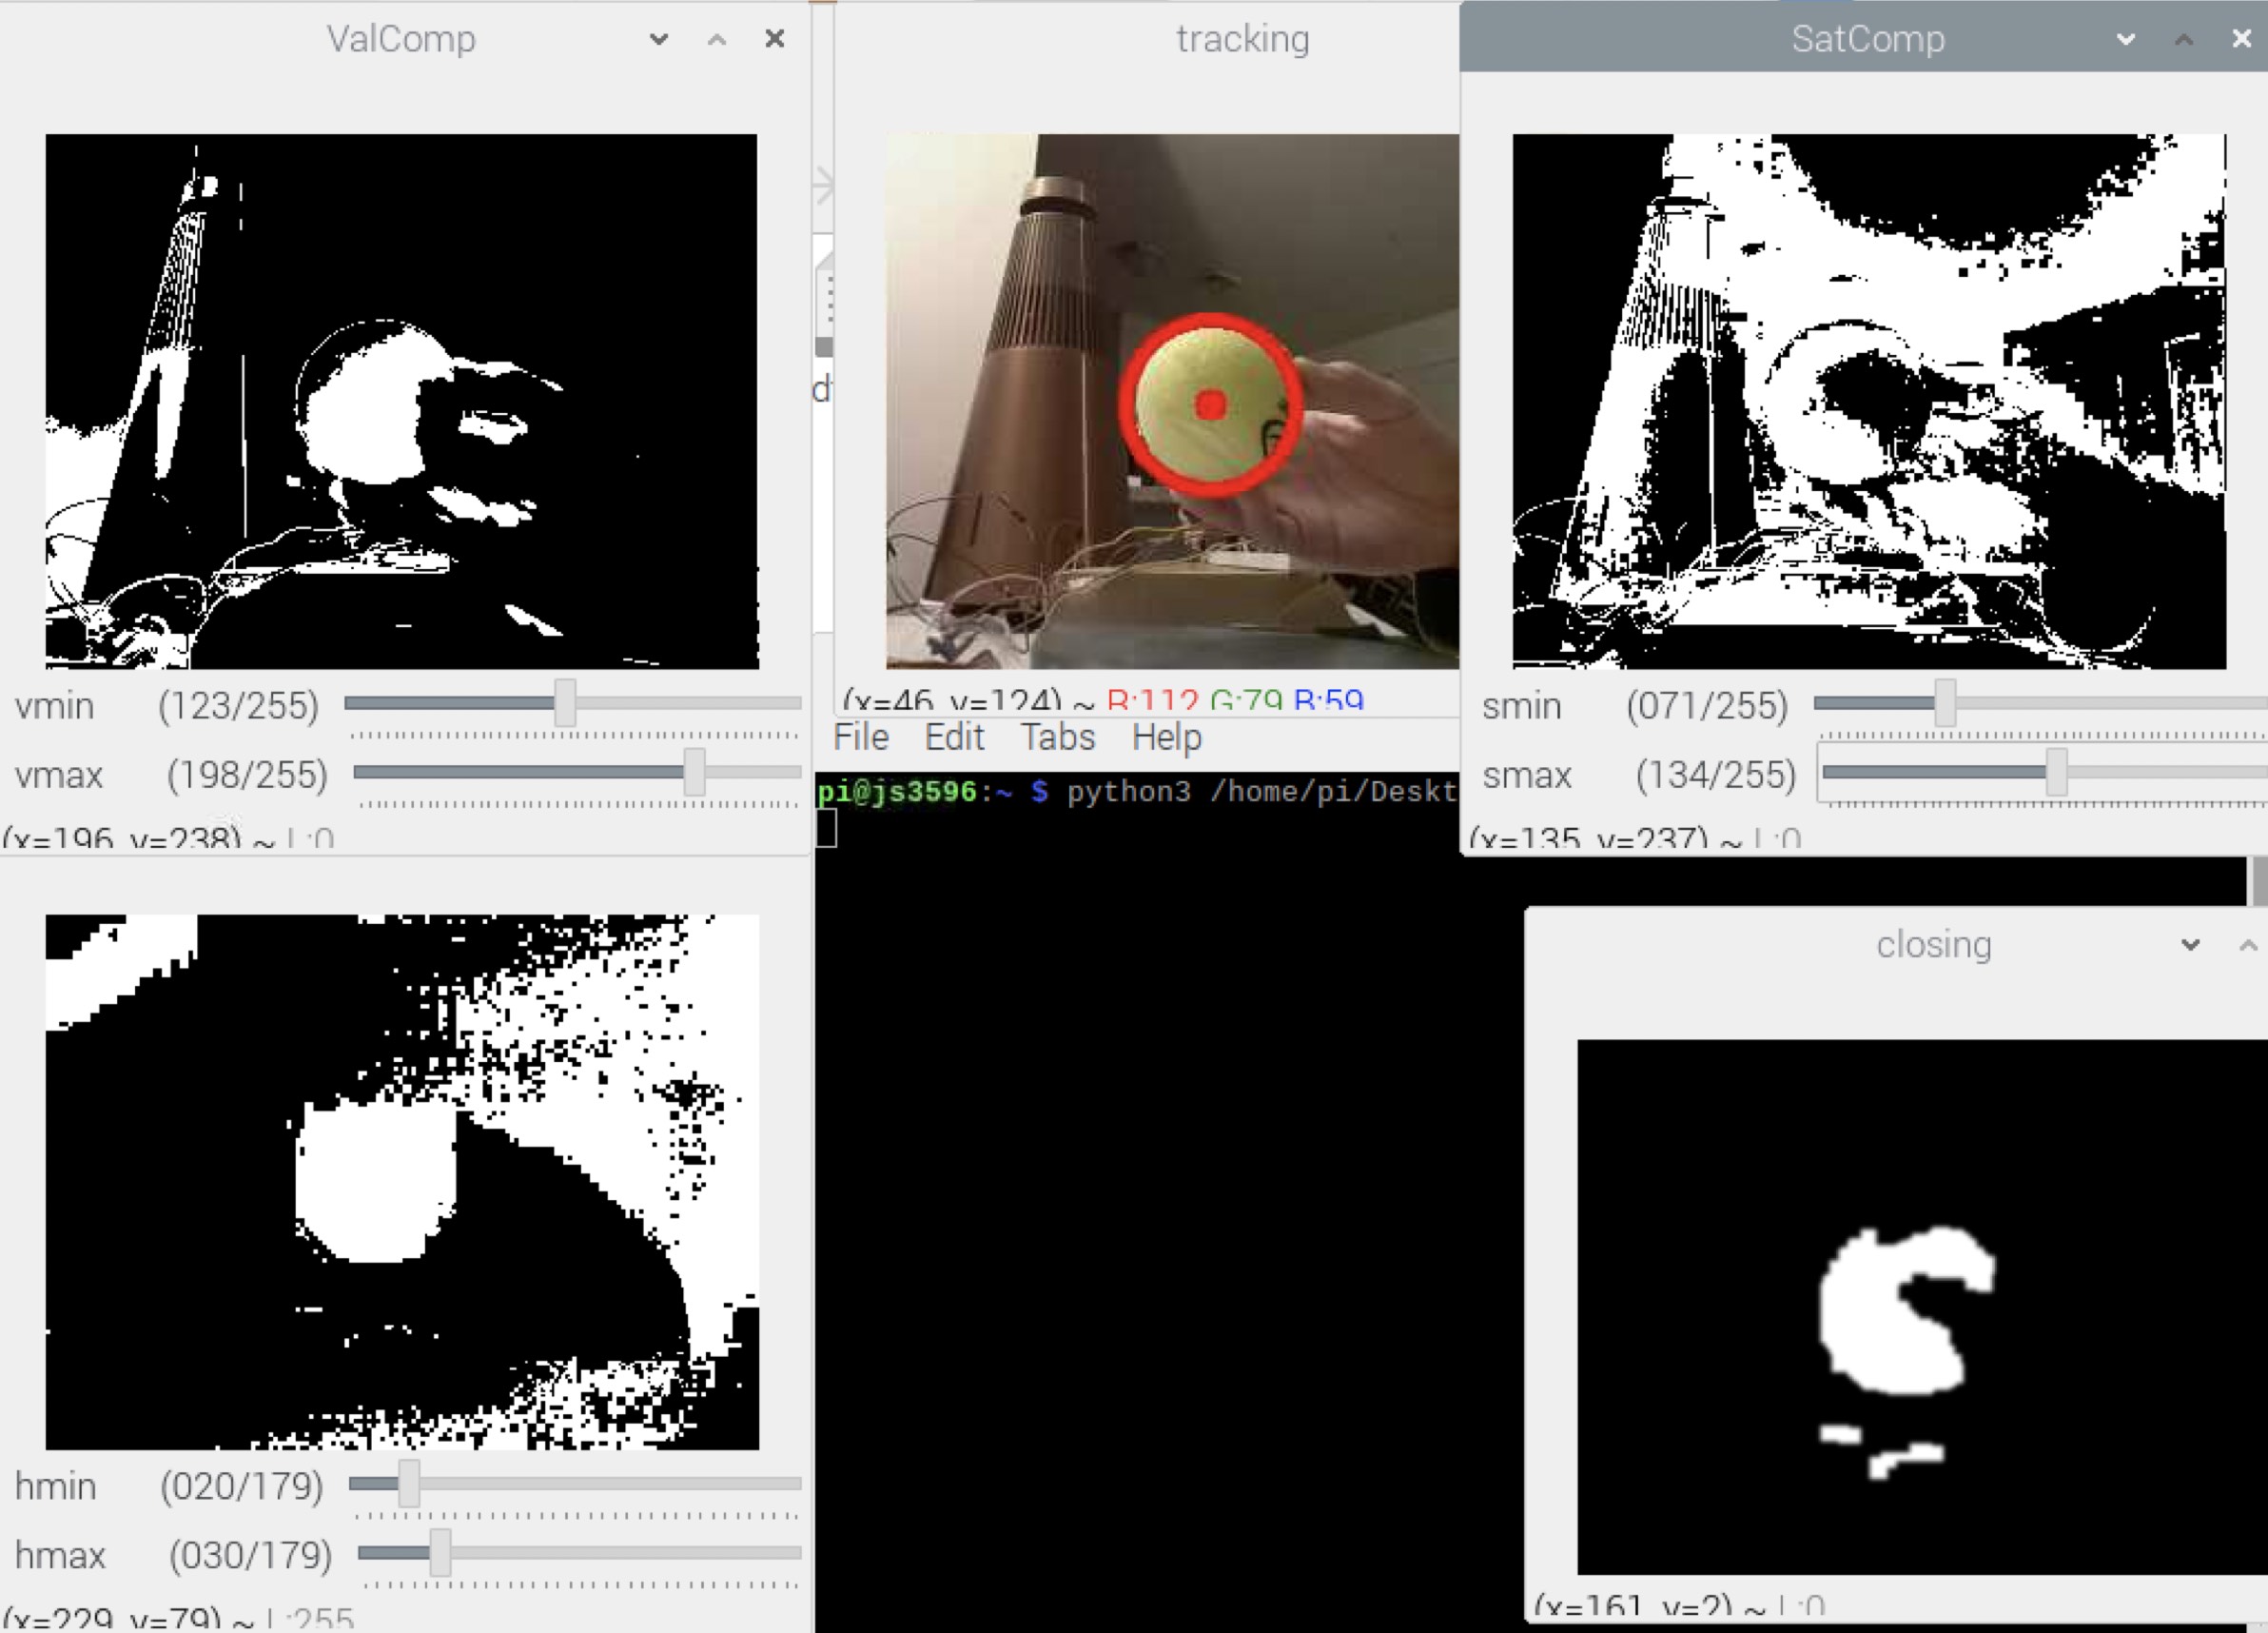 ValComp
tracking
SatComp
vmin (123/255)
vmax (198/255)
(x=196, y=238) ~ L:0
(x=46, y=124) ~ R:112 G:79 B:59
smin (071/255)
smax (134/255)
(x=135, y=237) ~ L:0
File Edit Tabs Help
pi@js3596:~ $ python3 /home/pi/Deskt
closing
hmin (020/179)
hmax (030/179)
(x=229, y=79) ~ L:255
(x=161, y=2) ~ L:0